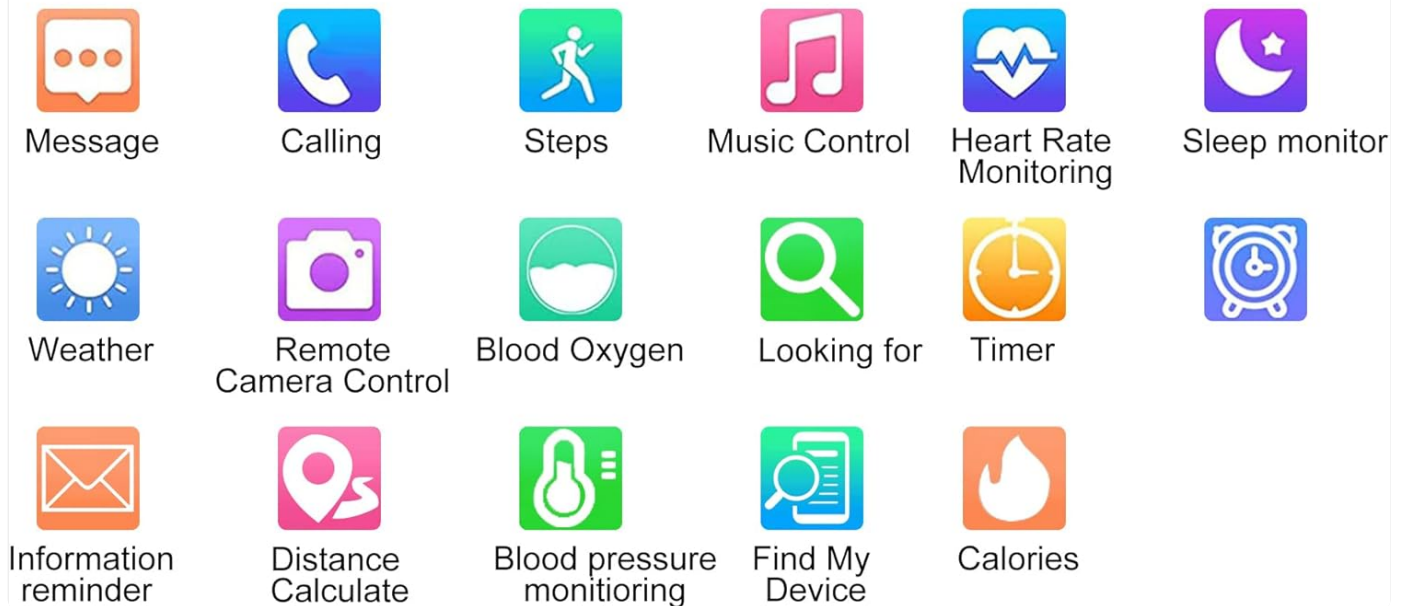 Message
Calling
Steps
Music Control
Heart Rate
Monitoring
Sleep monitor
Weather
Remote
Camera Control
Blood Oxygen
Looking for
Timer
Information
reminder
Distance
Calculate
Blood pressure
monitioring
Find My
Device
Calories